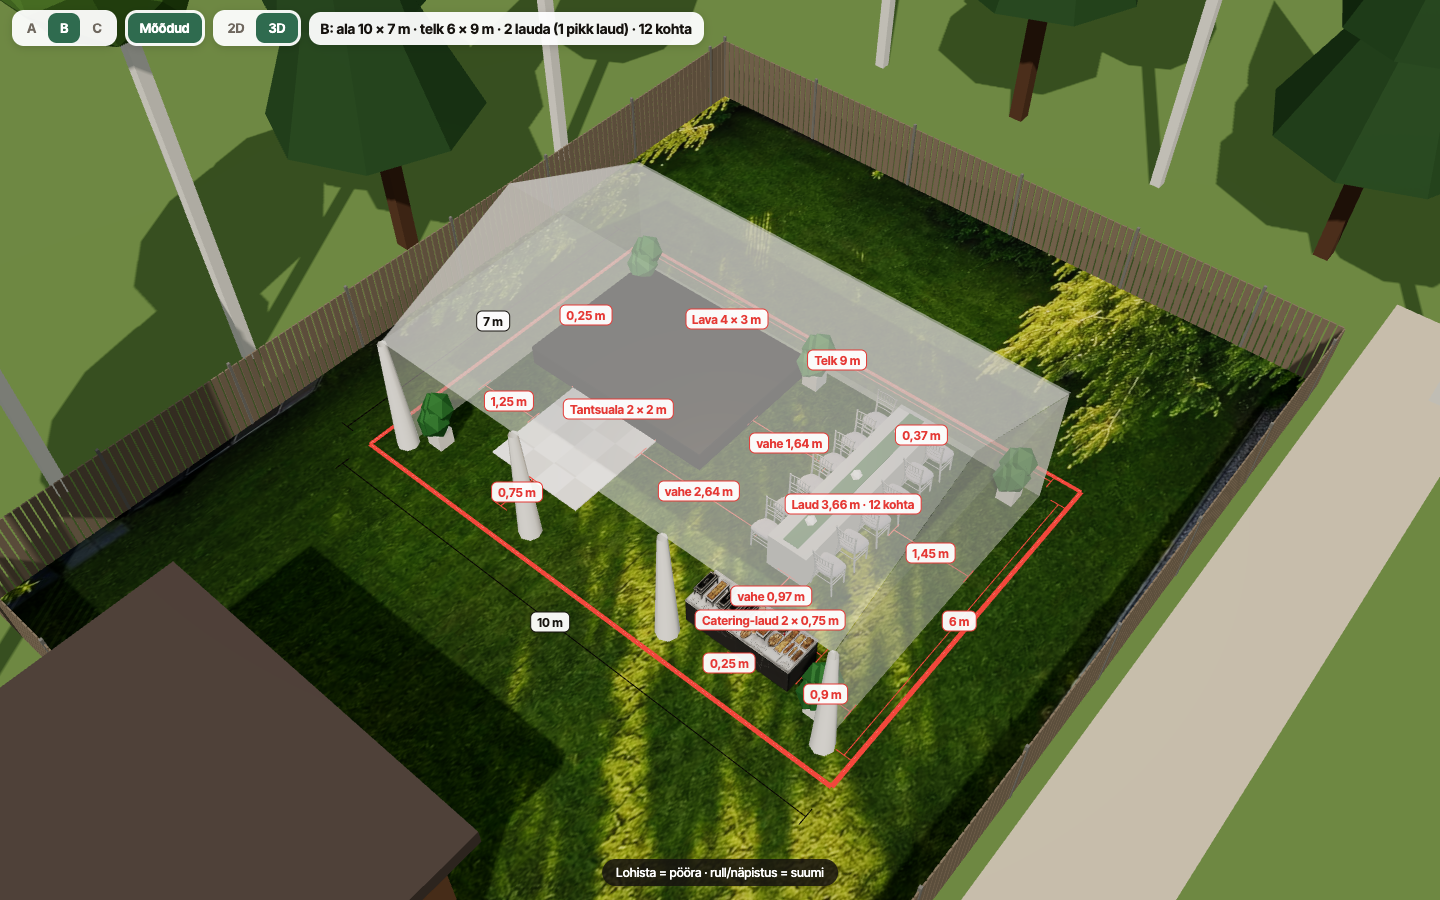 A B C Mõõdud 2D 3D B: ala 10 × 7 m · telk 6 × 9 m · 2 lauda (1 pikk laud) · 12 kohta
7 m
0,25 m
Lava 4 × 3 m
Telk 9 m
1,25 m
Tantsuala 2 × 2 m
vahe 1,64 m
0,37 m
0,75 m
vahe 2,64 m
Laud 3,66 m · 12 kohta
1,45 m
vahe 0,97 m
10 m
Catering-laud 2 × 0,75 m
6 m
0,25 m
0,9 m
Lohista = pööra · rull/näpistus = suumi